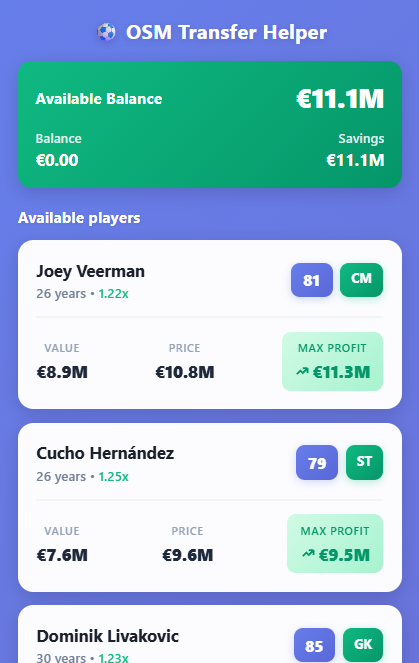 OSM Transfer Helper
Available Balance €11.1M
Balance Savings
€0.00 €11.1M
Available players
Joey Veerman 81 CM
26 years • 1.22x
VALUE PRICE MAX PROFIT
€8.9M €10.8M €11.3M
Cucho Hernández 79 ST
26 years • 1.25x
VALUE PRICE MAX PROFIT
€7.6M €9.6M €9.5M
Dominik Livakovic 85 GK
30 years • 1.23x